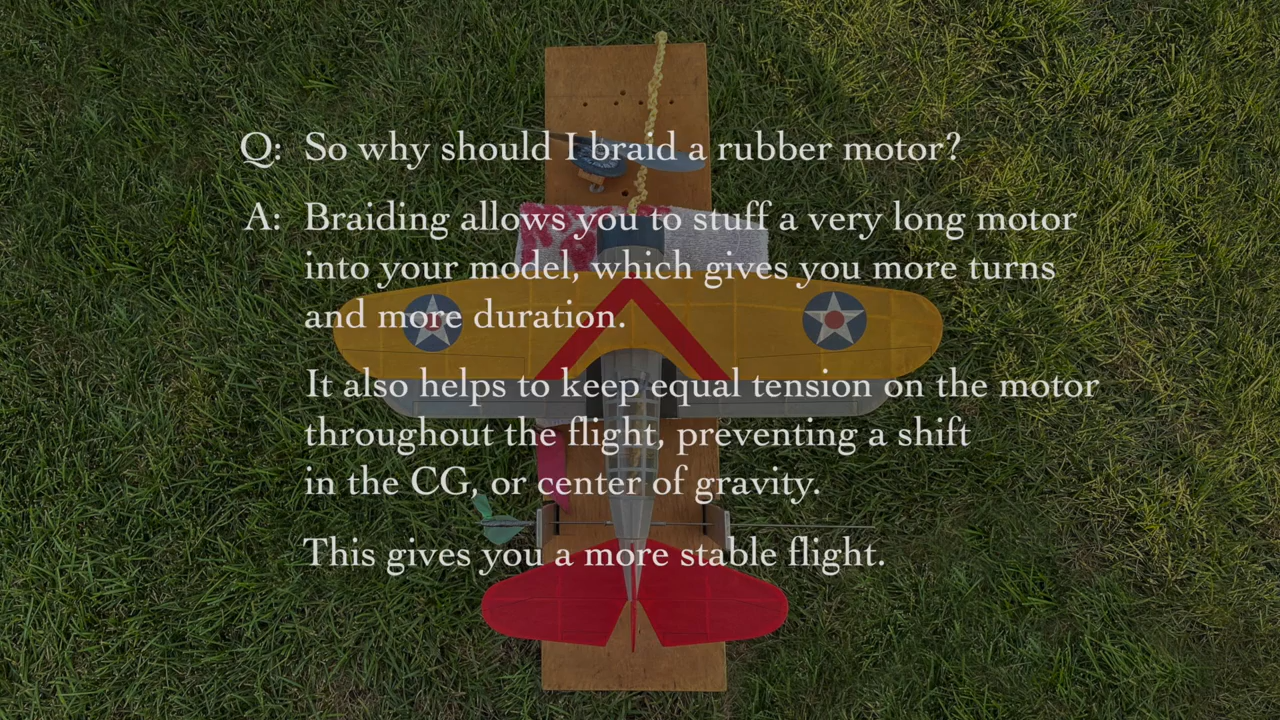 Q: So why should I braid a rubber motor?
A: Braiding allows you to stuff a very long motor
into your model, which gives you more turns
and more duration.
It also helps to keep equal tension on the motor
throughout the flight, preventing a shift
in the CG, or center of gravity.
This gives you a more stable flight.